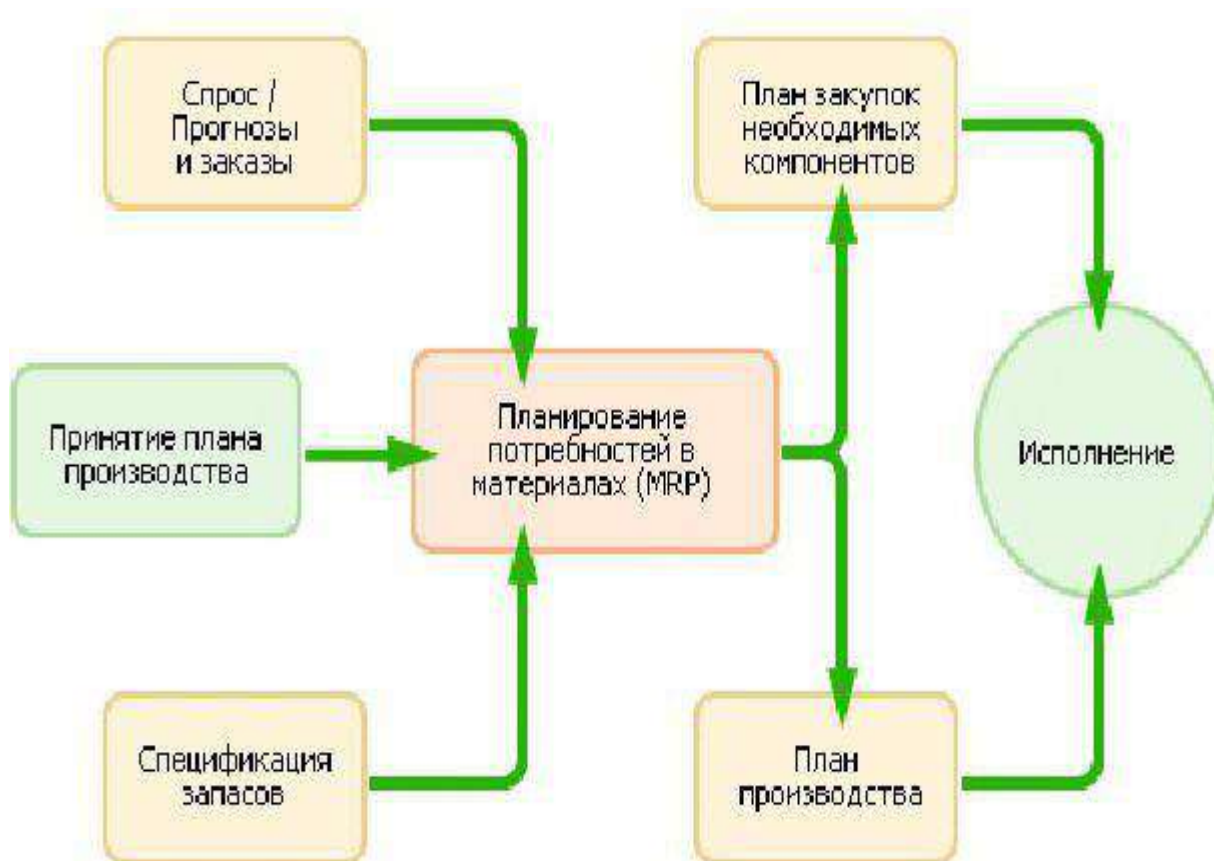 Спрос /
Прогнозы
и заказы
План закупок
необходимых
компонентов
Принятие плана
производства
Планирование
потребностей в
материалах (MRP)
Исполнение
Спецификация
запасов
План
производства